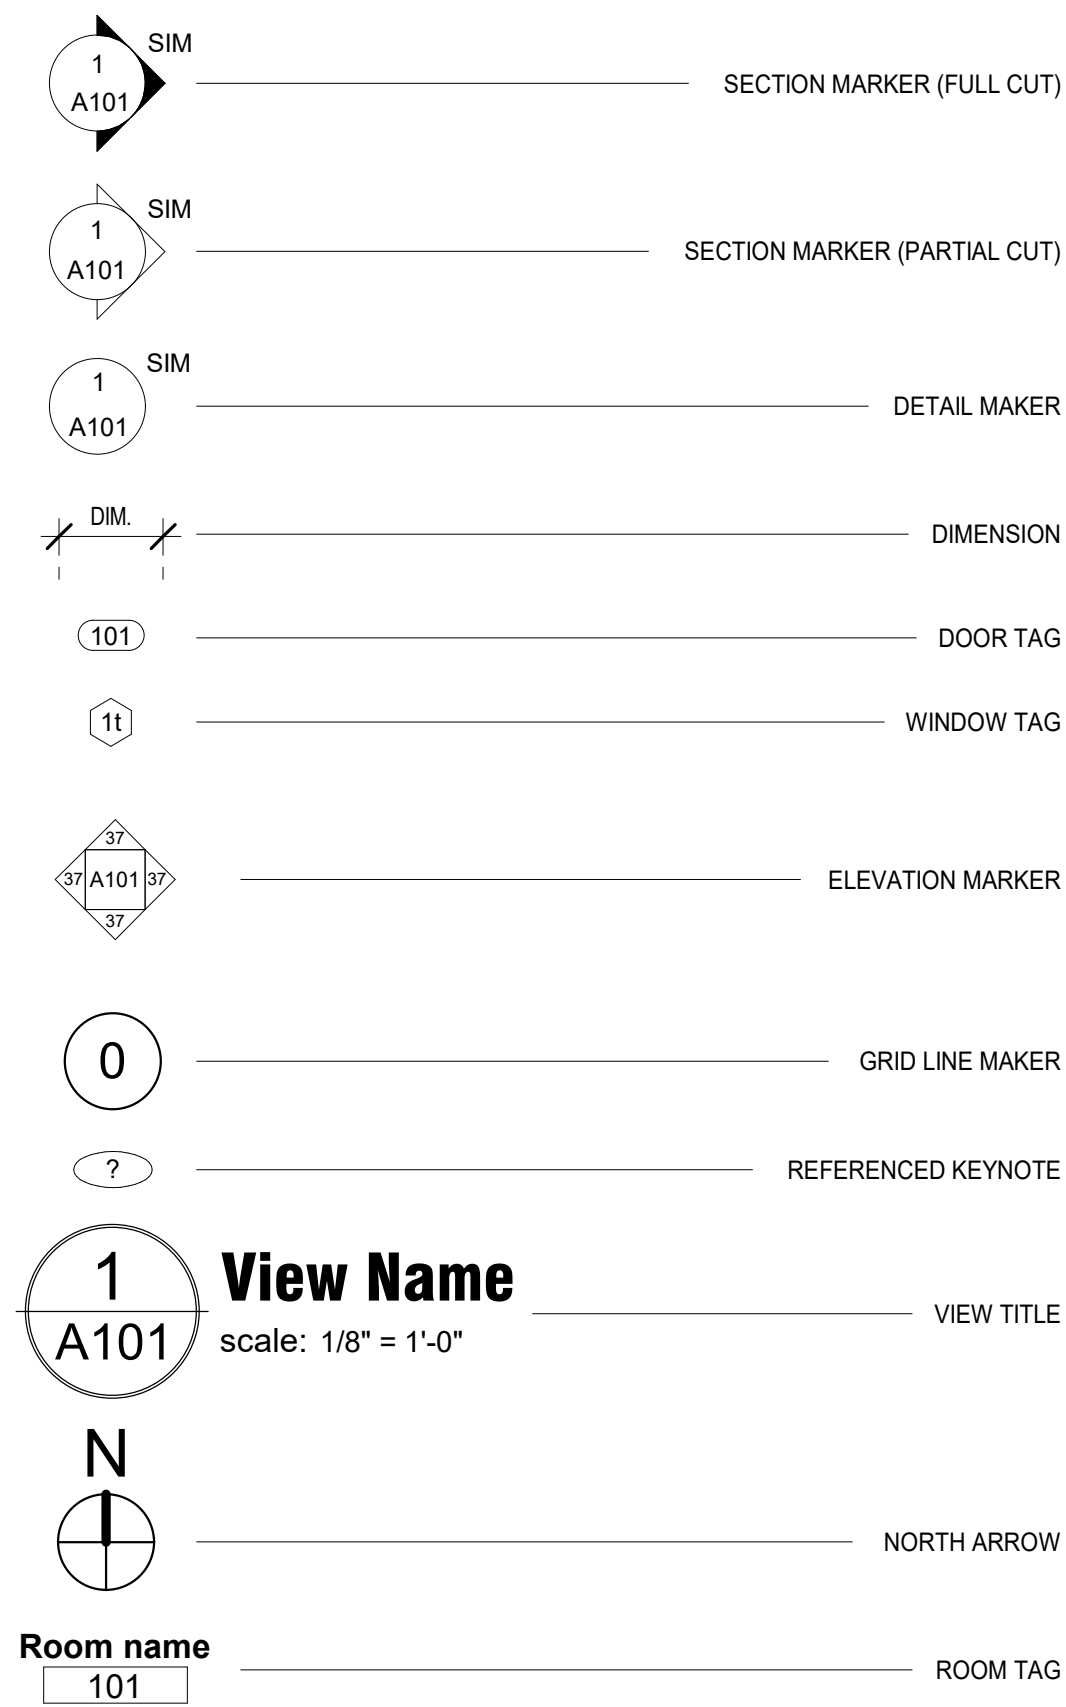 SIM
1
A101
SECTION MARKER (FULL CUT)
SIM
1
A101
SECTION MARKER (PARTIAL CUT)
SIM
1
A101
DETAIL MAKER
DIM.
DIMENSION
101
DOOR TAG
1t
WINDOW TAG
37
37 A101 37
37
ELEVATION MARKER
0
GRID LINE MAKER
?
REFERENCED KEYNOTE
1
A101
View Name
scale: 1/8" = 1'-0"
VIEW TITLE
N
NORTH ARROW
Room name
101
ROOM TAG